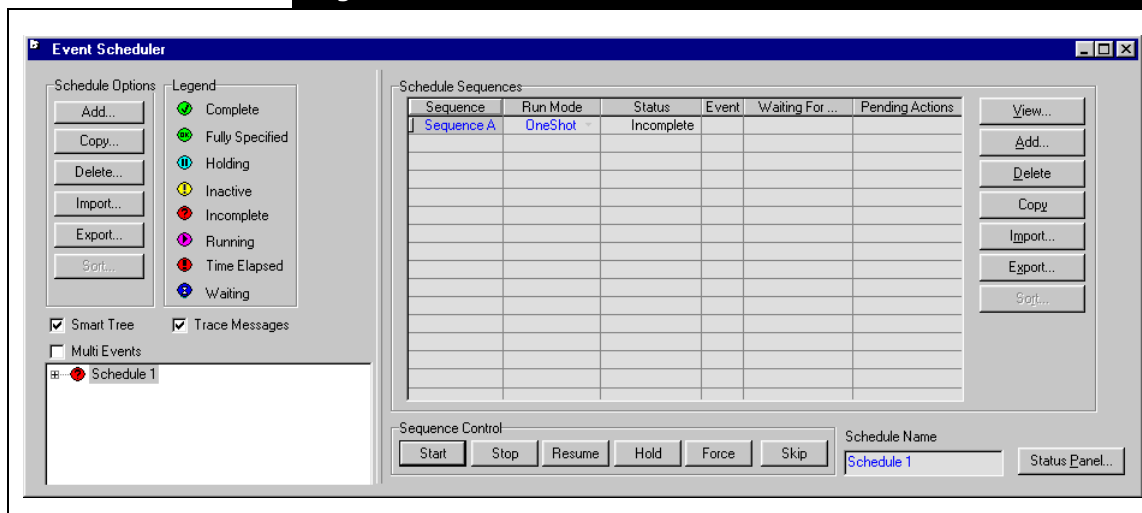 Event Scheduler
Schedule Options
Add...
Copy...
Delete...
Import...
Export...
Sort...
Legend
Complete
Fully Specified
Holding
Inactive
Incomplete
Running
Time Elapsed
Waiting
Smart Tree
Trace Messages
Multi Events
Schedule 1
Schedule Sequences
Sequence Run Mode Status Event Waiting For ... Pending Actions
Sequence A OneShot Incomplete
View...
Add...
Delete
Copy
Import...
Export...
Sort...
Sequence Control
Start Stop Resume Hold Force Skip
Schedule Name
Schedule 1
Status Panel...